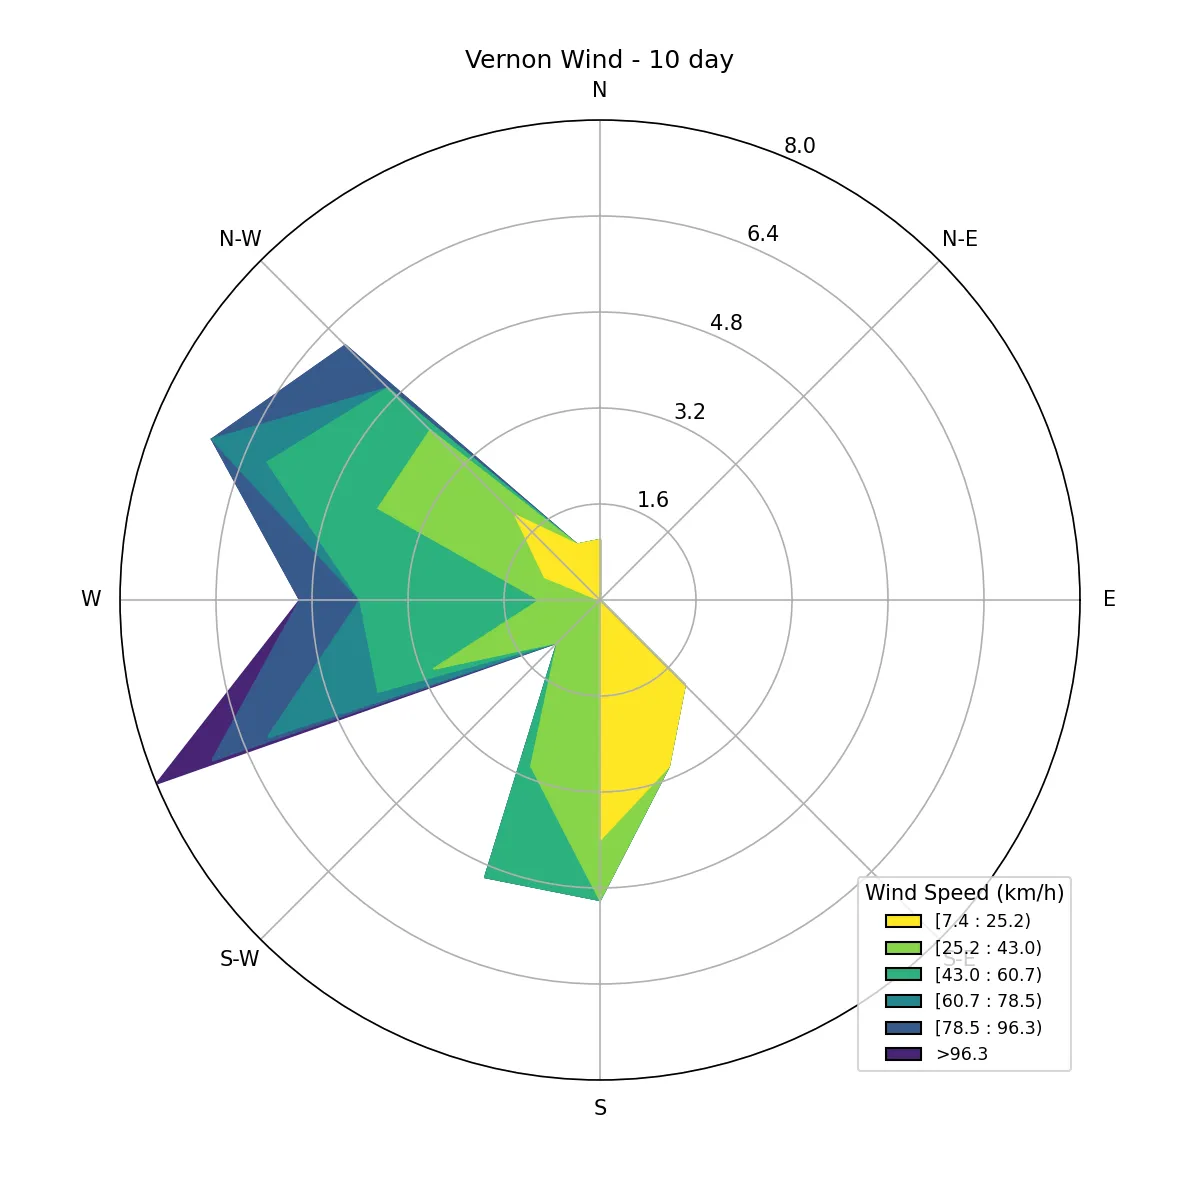 Vernon Wind - 10 day
N
8.0
6.4
N-W
N-E
4.8
3.2
1.6
W
E
S-W
S-E
S
Wind Speed (km/h)
[7.4 : 25.2)
[25.2 : 43.0)
[43.0 : 60.7)
[60.7 : 78.5)
[78.5 : 96.3)
>96.3